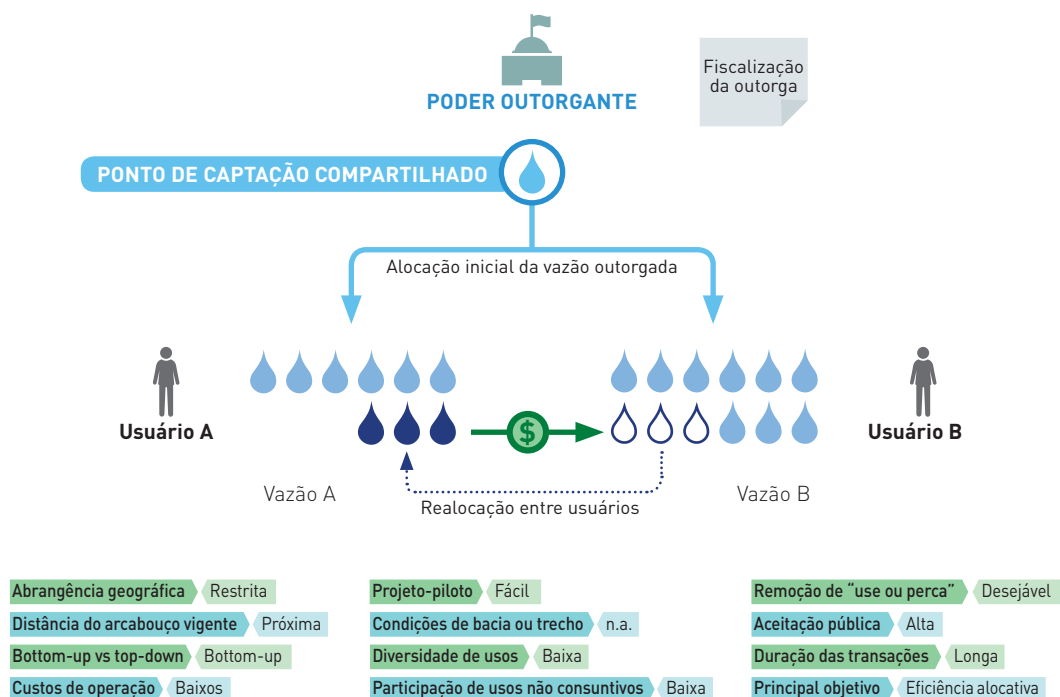 Fiscalização
da outorga
PODER OUTORGANTE
PONTO DE CAPTAÇÃO COMPARTILHADO
Alocação inicial da vazão outorgada
Usuário A
$
Usuário B
Vazão A
Vazão B
Realocação entre usuários
Abrangência geográfica Restrita
Distância do arcabouço vigente Próxima
Bottom-up vs top-down Bottom-up
Custos de operação Baixos
Projeto-piloto Fácil
Condições de bacia ou trecho n.a.
Diversidade de usos Baixa
Participação de usos não consuntivos Baixa
Remoção de “use ou perca” Desejável
Aceitação pública Alta
Duração das transações Longa
Principal objetivo Eficiência alocativa